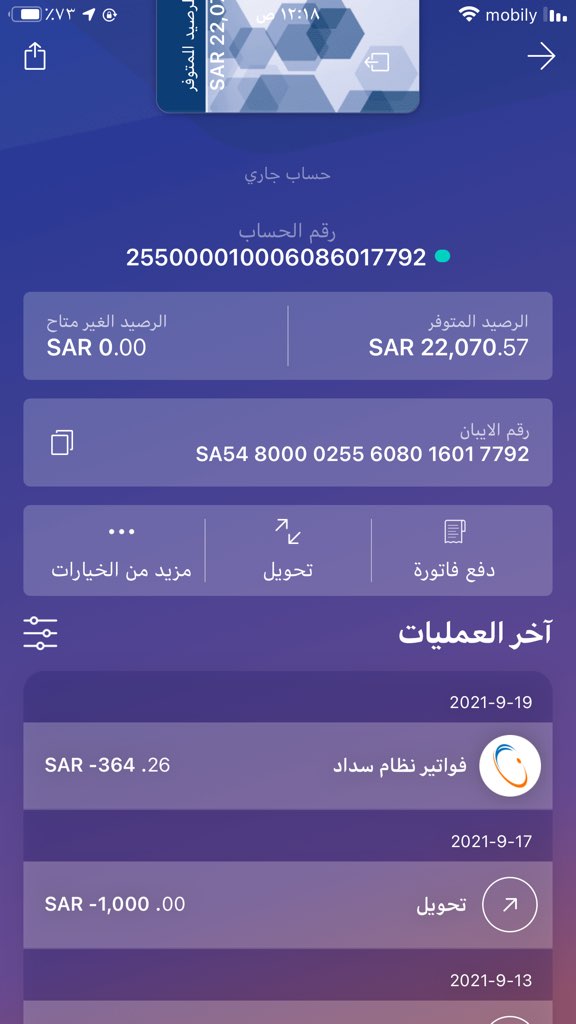 ٪٧٣
١٢:١٨ ص
mobily
الرصيد المتوفر
SAR 22,07
حساب جاري
رقم الحساب
255000010006086017792
الرصيد المتوفر
SAR 22,070.57
الرصيد الغير متاح
SAR 0.00
رقم الايبان
SA54 8000 0255 6080 1601 7792
دفع فاتورة
تحويل
مزيد من الخيارات
آخر العمليات
2021-9-19
فواتير نظام سداد
SAR -364 .26
2021-9-17
تحويل
SAR -1,000 .00
2021-9-13